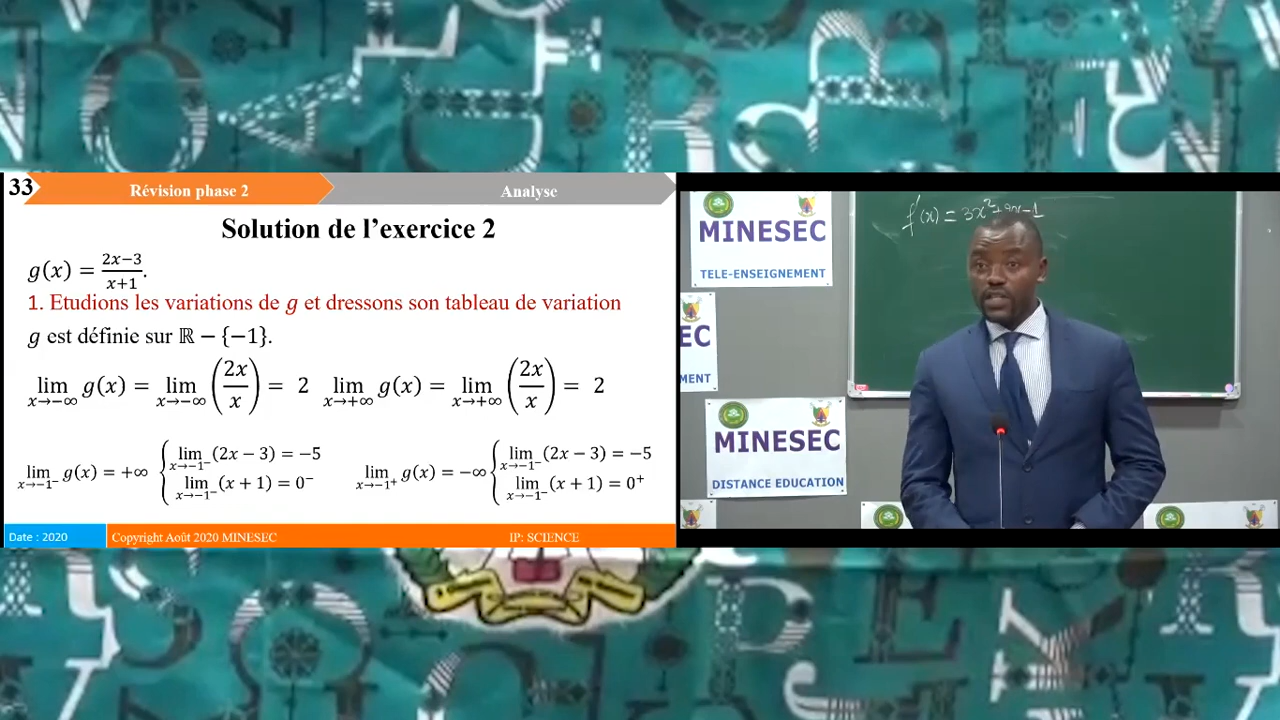 33 Révision phase 2 Analyse
Solution de l'exercice 2
g(x) = \frac{2x-3}{x+1}.
1. Etudions les variations de g et dressons son tableau de variation
g est définie sur ℝ − {−1}.
lim_{x→−∞} g(x) = lim_{x→−∞} (\frac{2x}{x}) = 2 lim_{x→+∞} g(x) = lim_{x→+∞} (\frac{2x}{x}) = 2
lim_{x→−1^-} g(x) = +∞ { lim_{x→−1^-} (2x − 3) = −5
lim_{x→−1^-} (x + 1) = 0^-
lim_{x→−1^+} g(x) = −∞ { lim_{x→−1^-} (2x − 3) = −5
lim_{x→−1^-} (x + 1) = 0^+
Date : 2020 Copyright Août 2020 MINESEC IP: SCIENCE
MINESEC
TELE-ENSEIGNEMENT
EC
MENT
MINESEC
DISTANCE EDUCATION